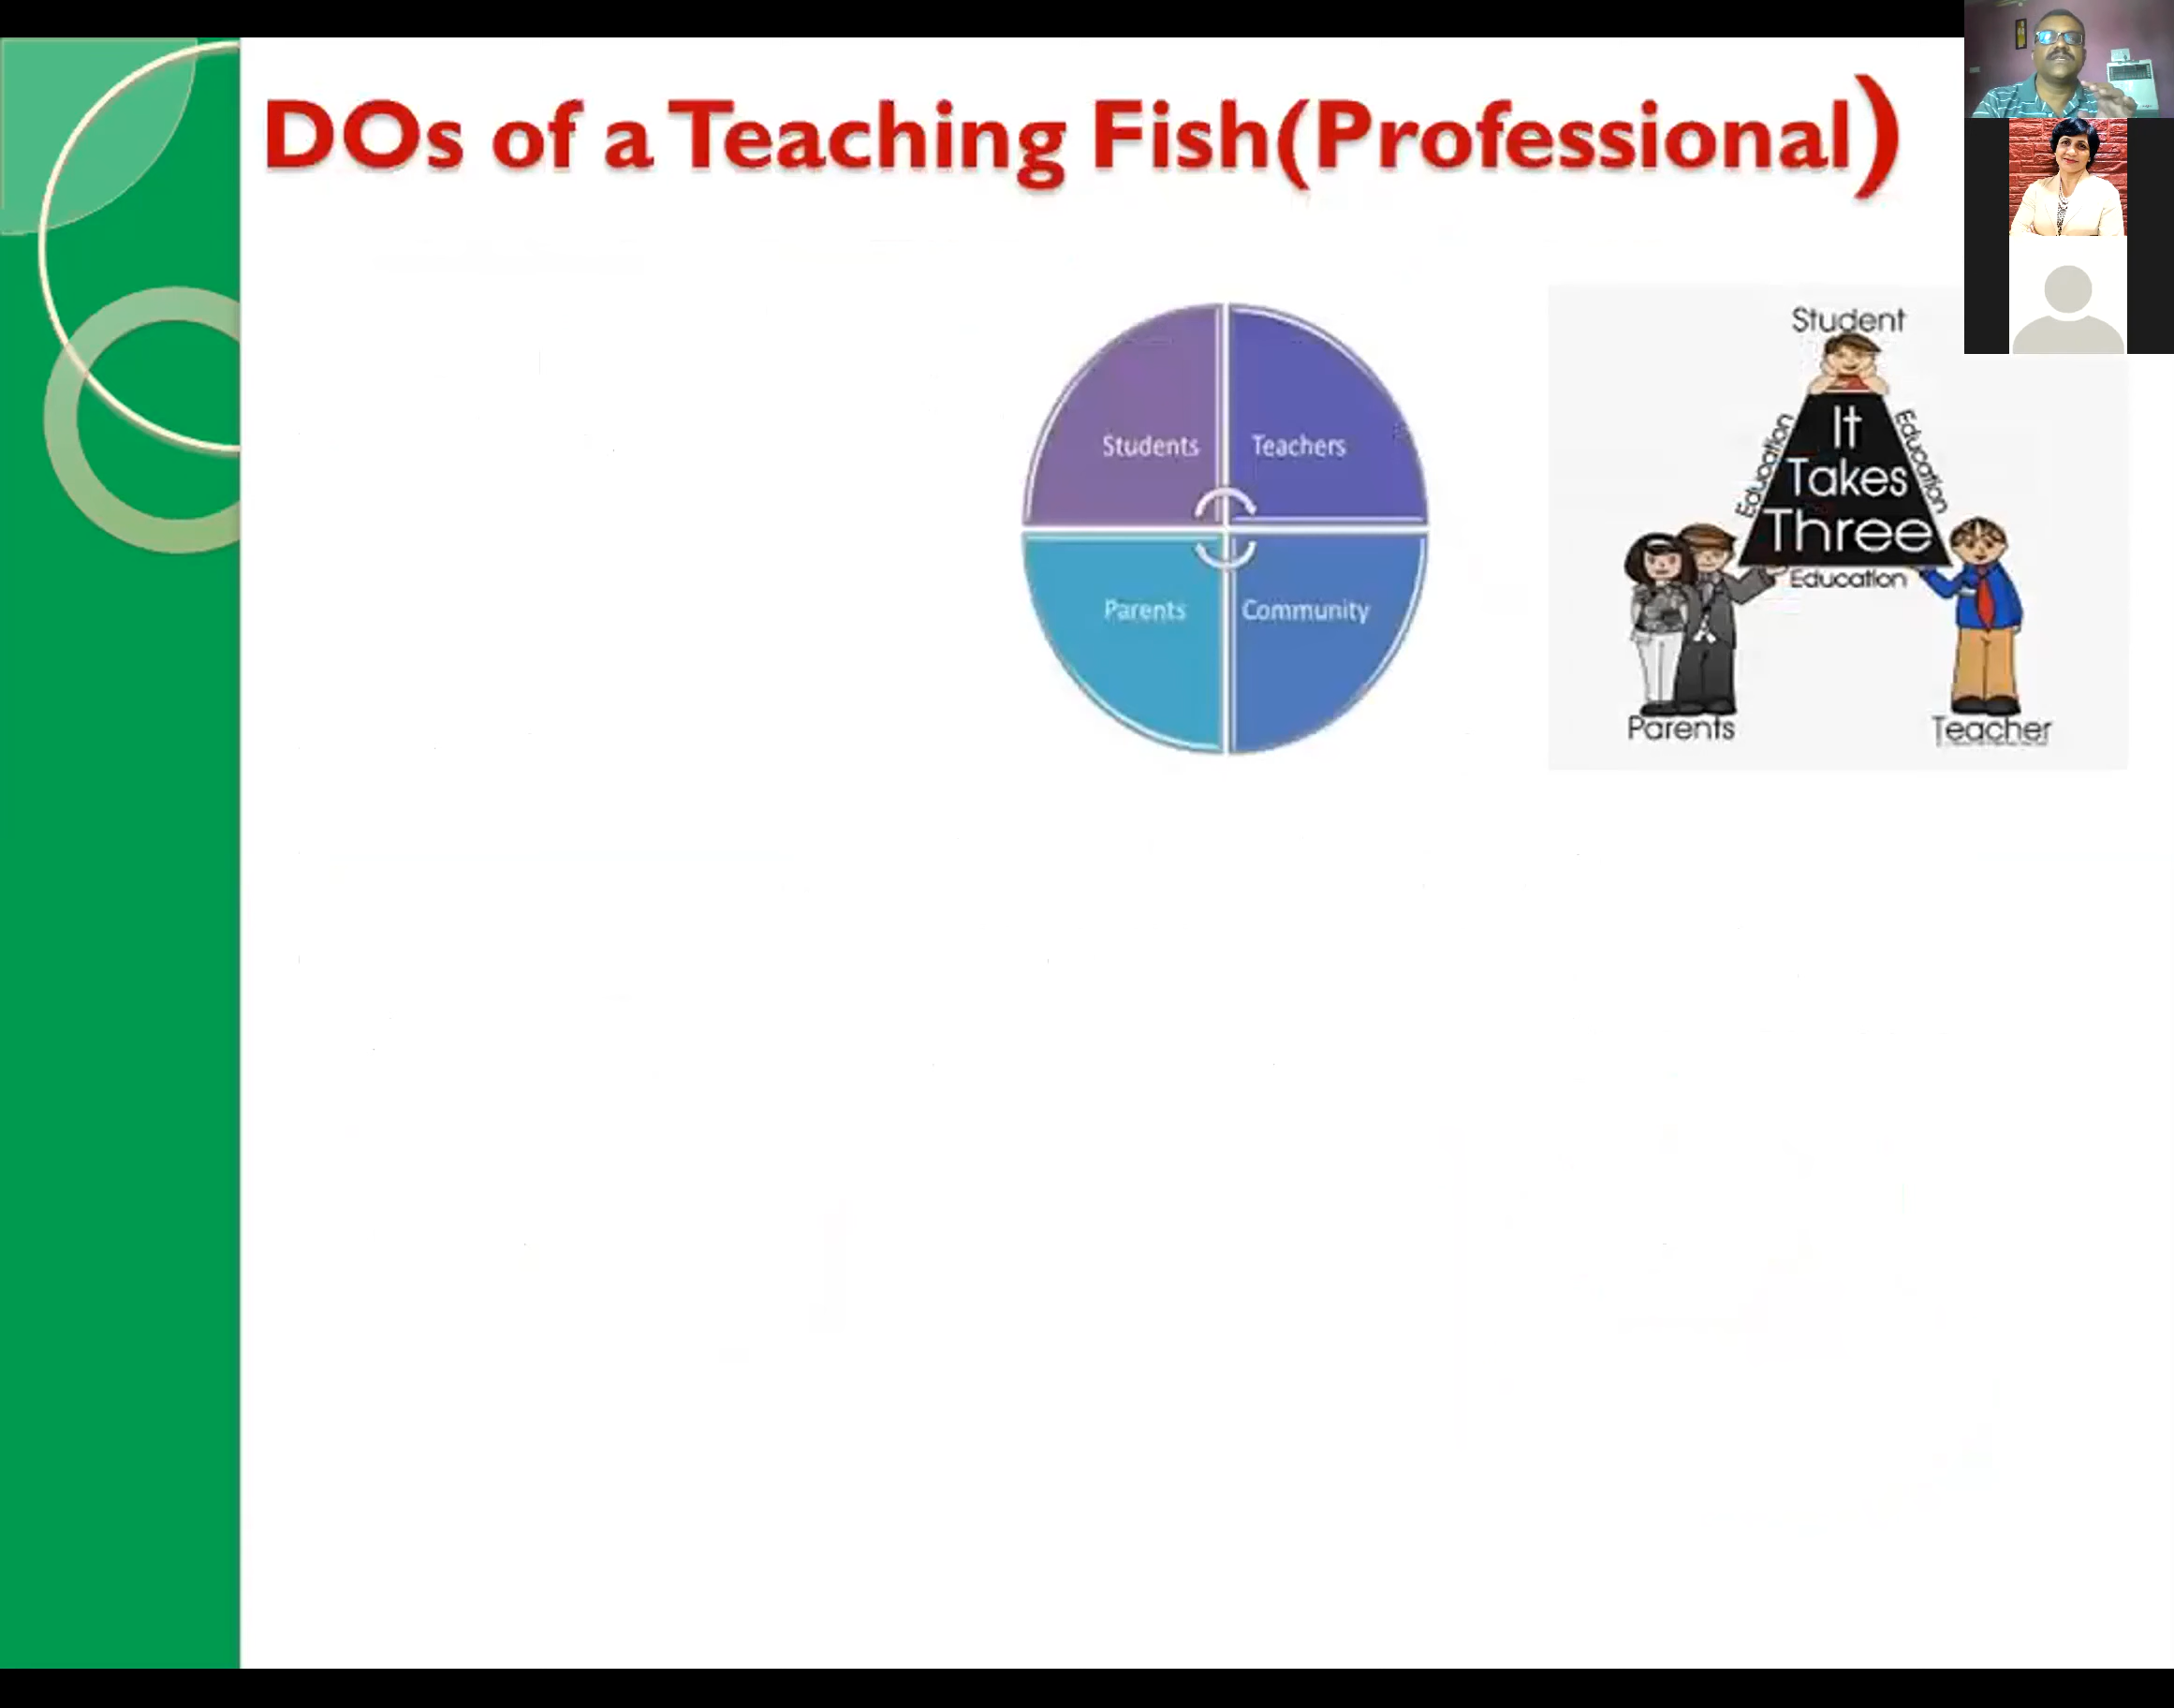 DOs of a Teaching Fish(Professional)
Students
Teachers
Parents
Community
Student
It
Takes
Three
Education
Education
Education
Parents
Teacher